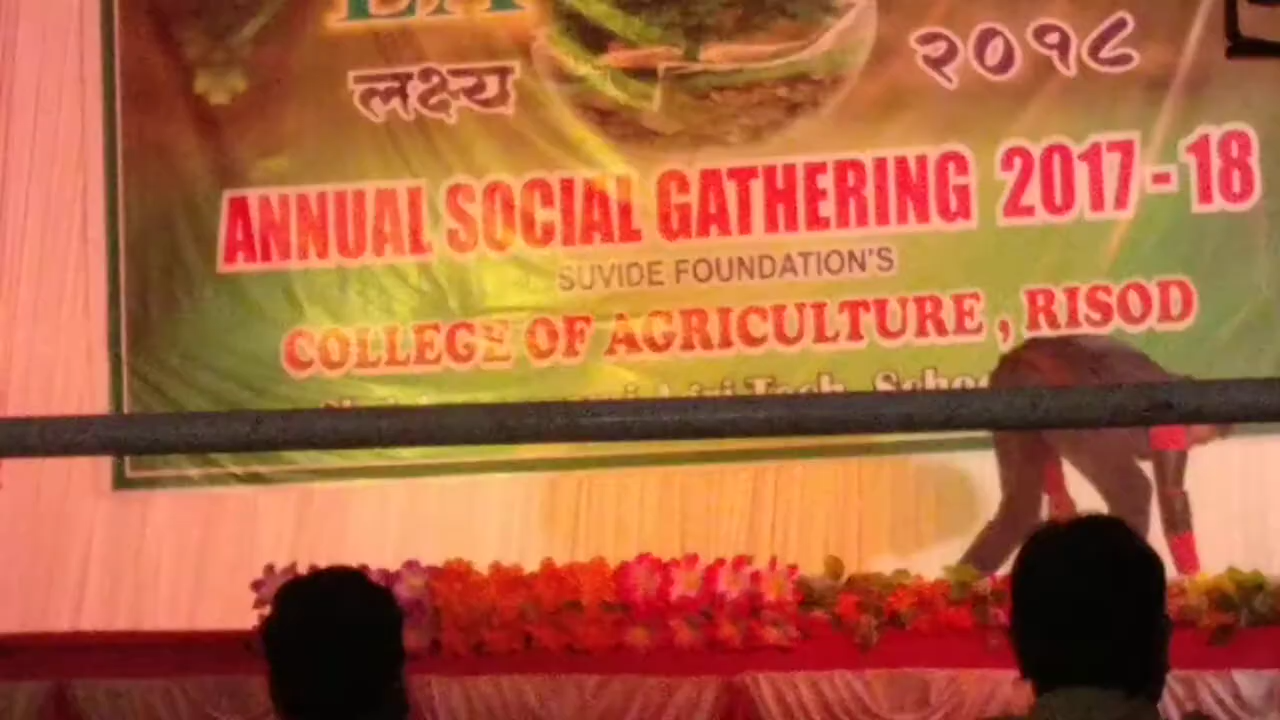 लक्ष्य
२०१८
ANNUAL SOCIAL GATHERING 2017-18
SUVIDE FOUNDATION'S
COLLEGE OF AGRICULTURE, RISOD